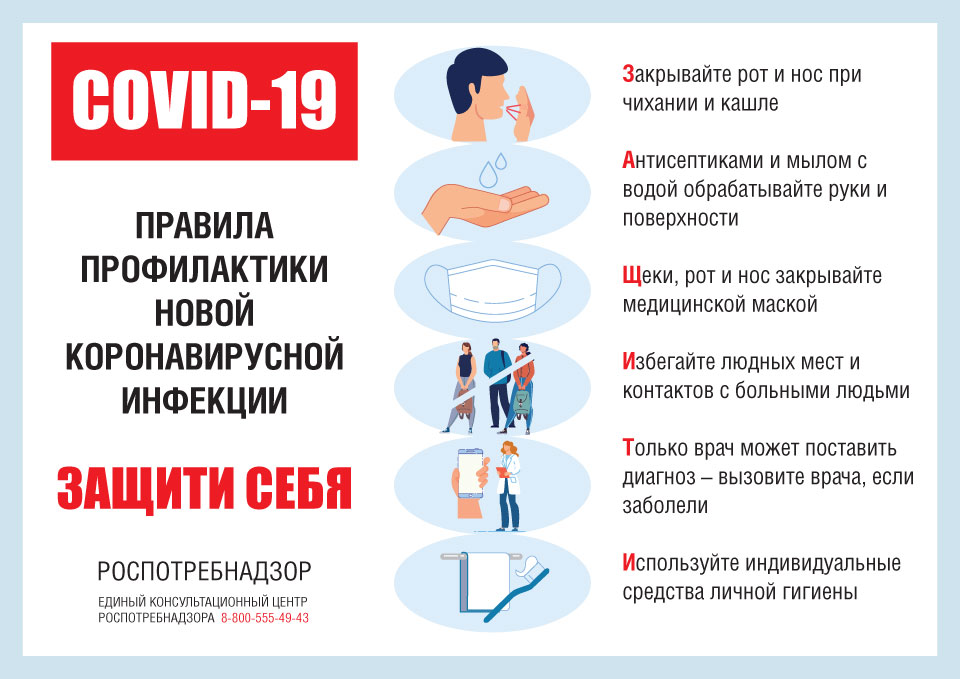 COVID-19
ПРАВИЛА
ПРОФИЛАКТИКИ
НОВОЙ
КОРОНАВИРУСНОЙ
ИНФЕКЦИИ
ЗАЩИТИ СЕБЯ
РОСПОТРЕБНАДЗОР
ЕДИНЫЙ КОНСУЛЬТАЦИОННЫЙ ЦЕНТР
РОСПОТРЕБНАДЗОРА 8-800-555-49-43
Закрывайте рот и нос при
чихании и кашле
Антисептиками и мылом с
водой обрабатывайте руки и
поверхности
Щеки, рот и нос закрывайте
медицинской маской
Избегайте людных мест и
контактов с больными людьми
Только врач может поставить
диагноз – вызовите врача, если
заболели
Используйте индивидуальные
средства личной гигиены